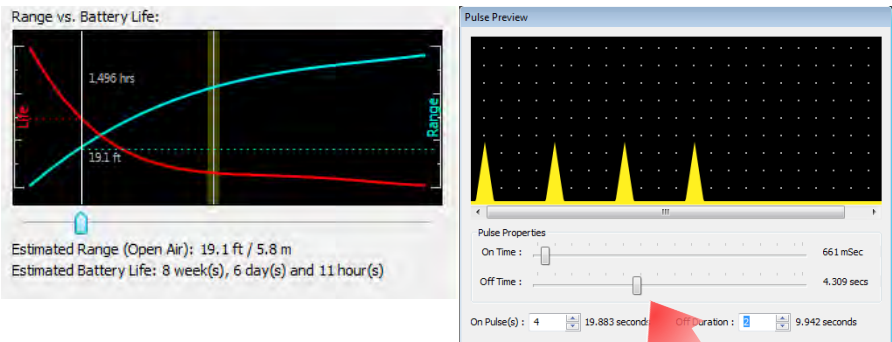 Range vs. Battery Life:
1,496 hrs
Life
Range
19.1 ft
Estimated Range (Open Air): 19.1 ft / 5.8 m
Estimated Battery Life: 8 week(s), 6 day(s) and 11 hour(s)
Pulse Preview
Pulse Properties
On Time : 661 mSec
Off Time : 4.309 secs
On Pulse(s) : 4 19.883 seconds Off Duration : 2 9.942 seconds